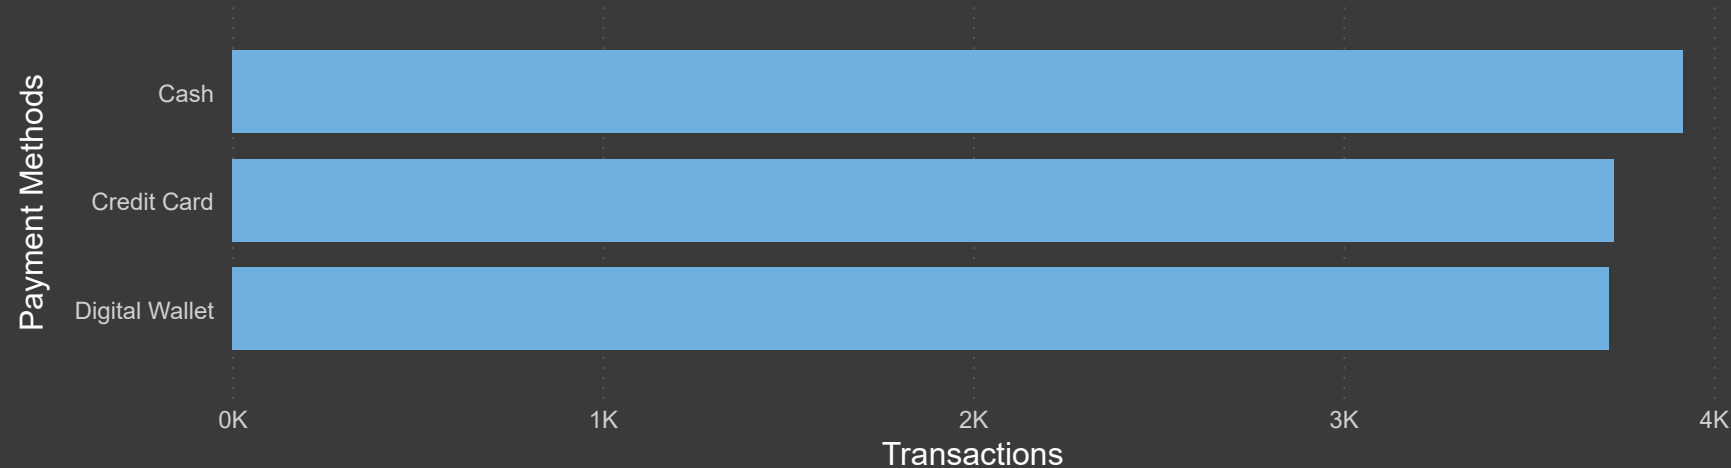 Payment Methods
Cash
Credit Card
Digital Wallet
0K 1K 2K 3K 4K
Transactions